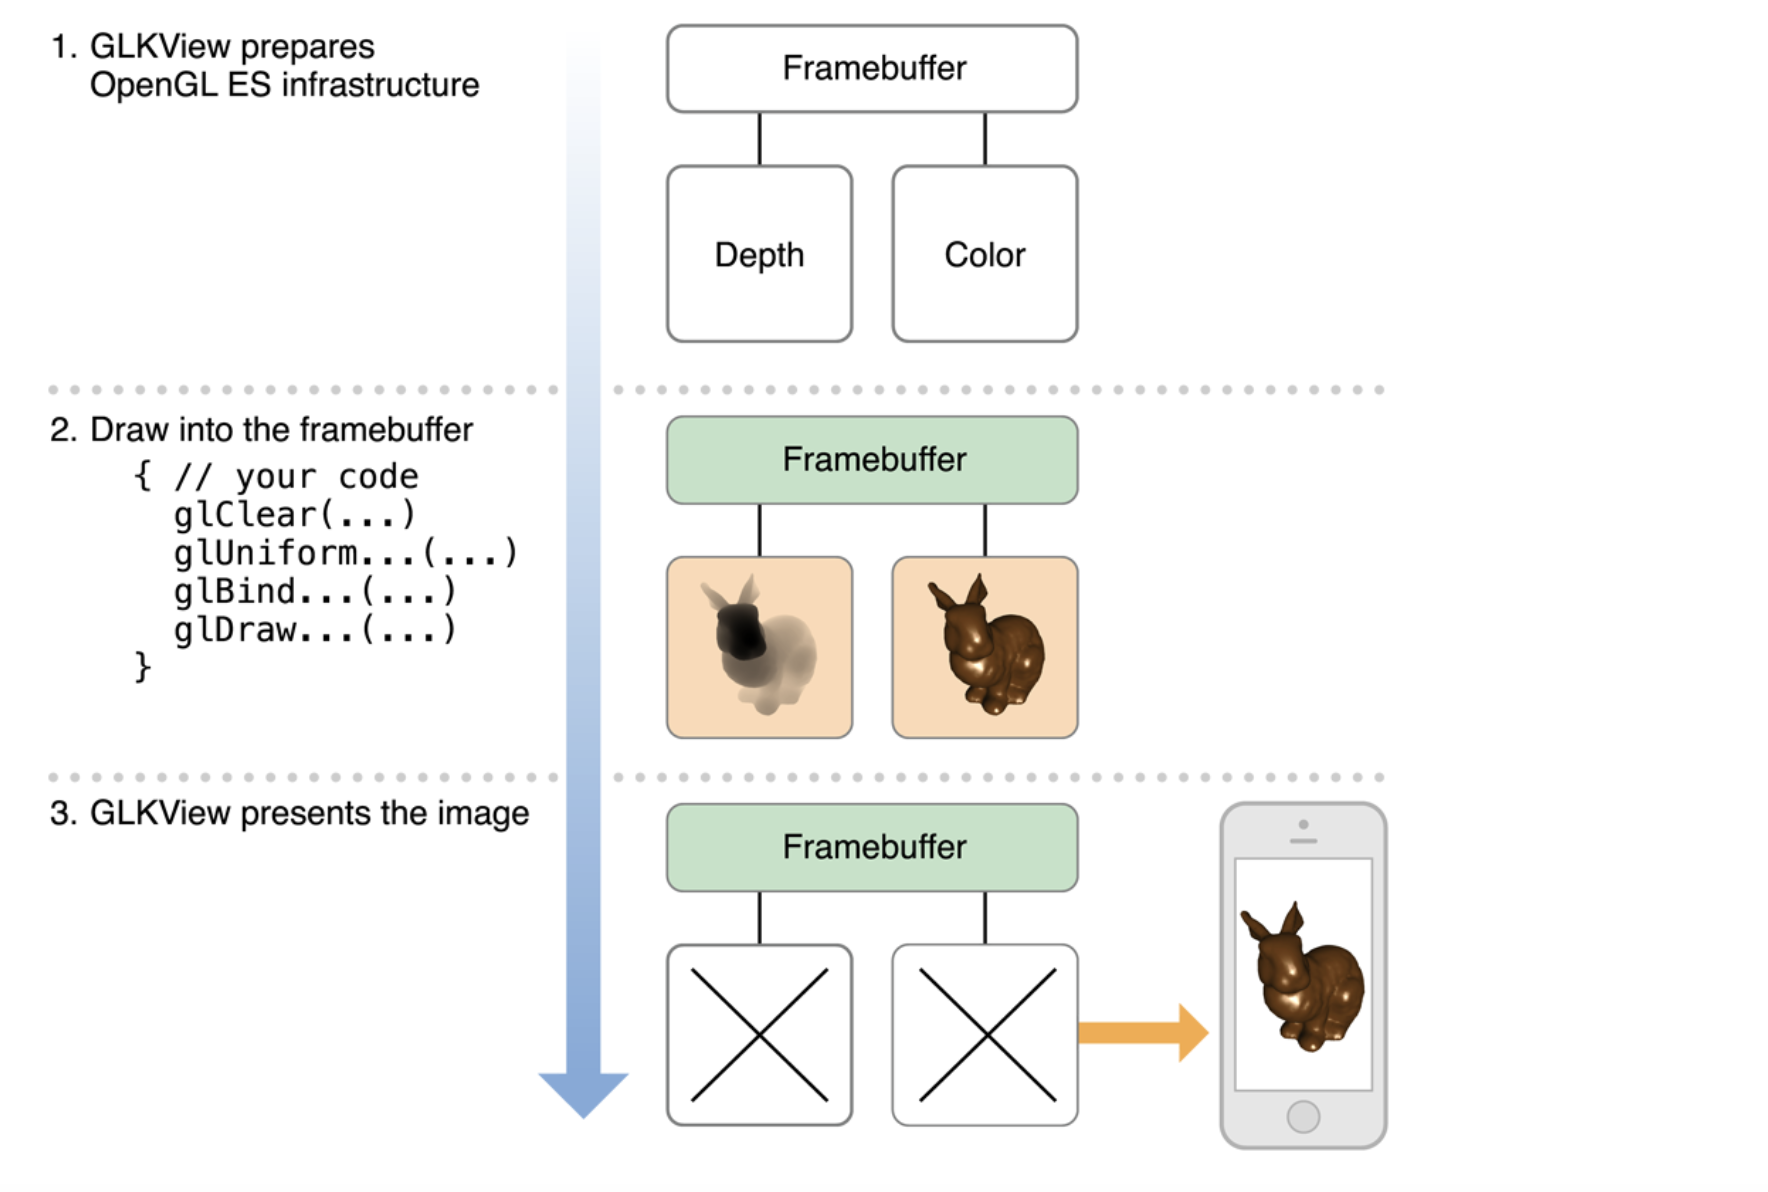 1. GLKView prepares
OpenGL ES infrastructure
Framebuffer
Depth
Color
2. Draw into the framebuffer
{ // your code
glClear(...)
glUniform...(...)
glBind...(...)
glDraw...(...)
}
Framebuffer
3. GLKView presents the image
Framebuffer